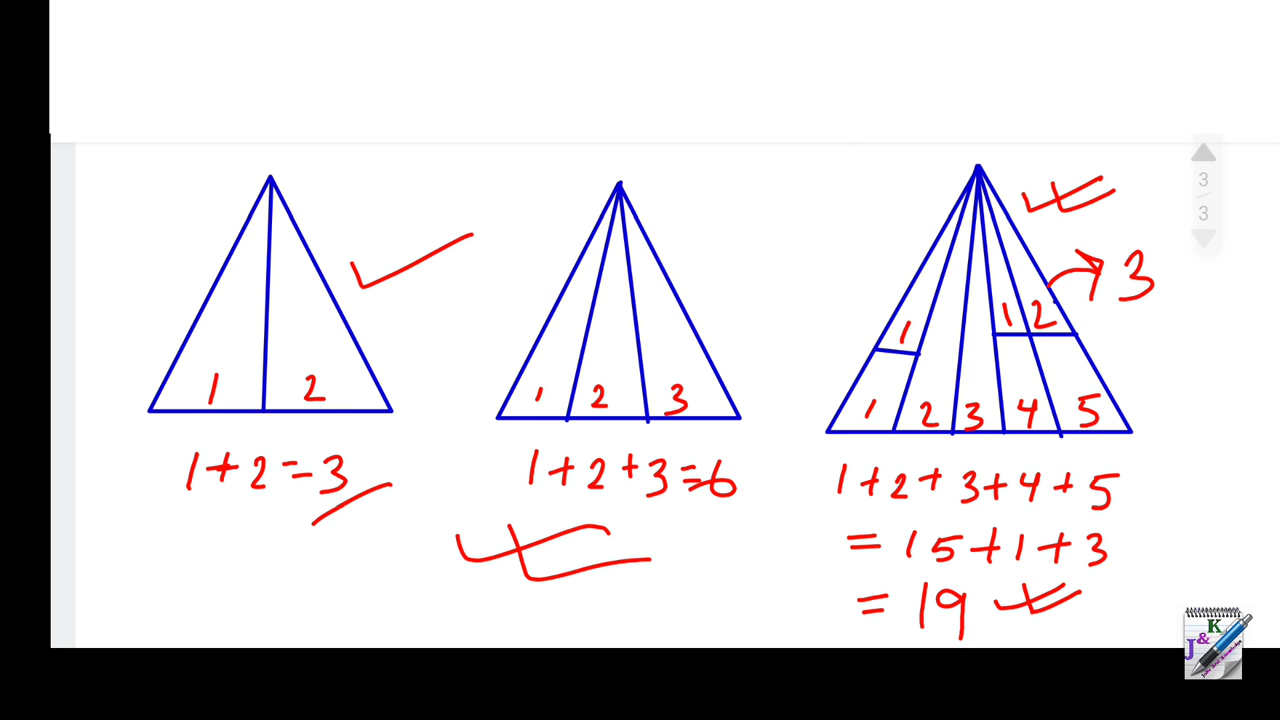 1 2
1+2=3
1 2 3
1+2+3=6
1 1 2 3
1 2 3 4 5
1+2+3+4+5
=15+1+3
=19
3
3
J&K